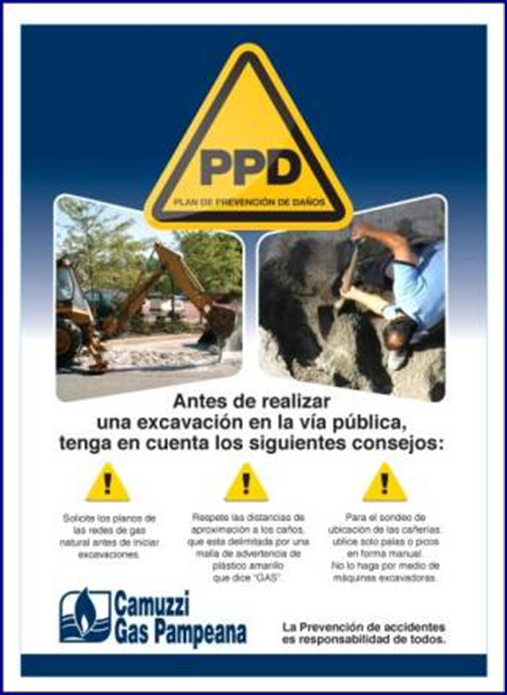 PPD
PLAN DE PREVENCIÓN DE DAÑOS
Antes de realizar
una excavación en la vía pública,
tenga en cuenta los siguientes consejos:
Solicite los planos de
las redes de gas
natural antes de iniciar
excavaciones.
Respete las distancias de
aproximación a los caños,
que esta delimitada por una
malla de advertencia de
plástico amarillo
que dice "GAS".
Para el sondeo de
ubicación de las cañerías:
utilice solo palas o picos
en forma manual.
No lo haga por medio de
máquinas excavadoras.
Camuzzi
Gas Pampeana
La Prevención de accidentes
es responsabilidad de todos.